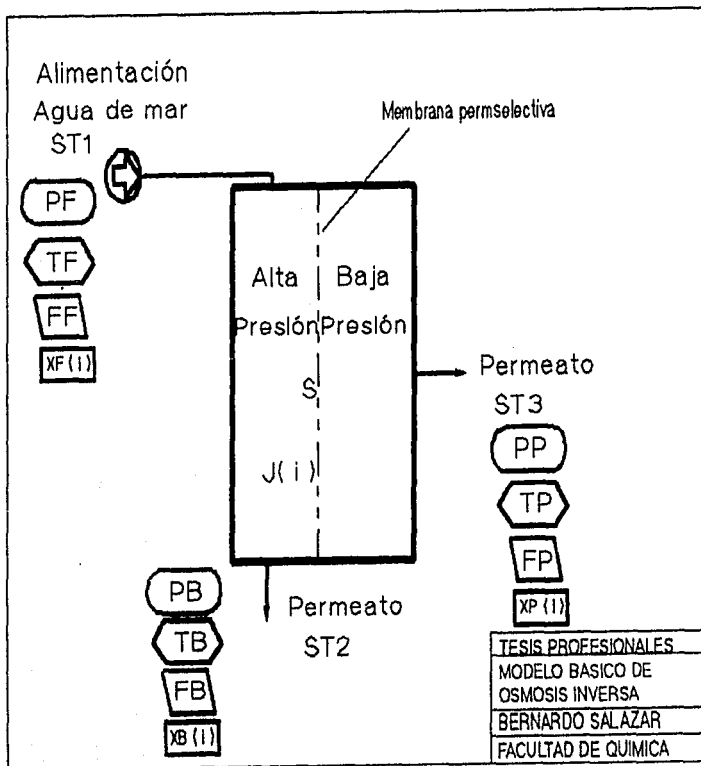 Alimentación
Agua de mar
ST1
PF
TF
FF
XF(i)
Membrana permselectiva
Alta
Presión
Baja
Presión
S
J(i)
Permeato
ST3
PP
TP
FP
XP(i)
Permeato
ST2
PB
TB
FB
XB(i)
TESIS PROFESIONALES
MODELO BASICO DE
OSMOSIS INVERSA
BERNARDO SALAZAR
FACULTAD DE QUIMICA